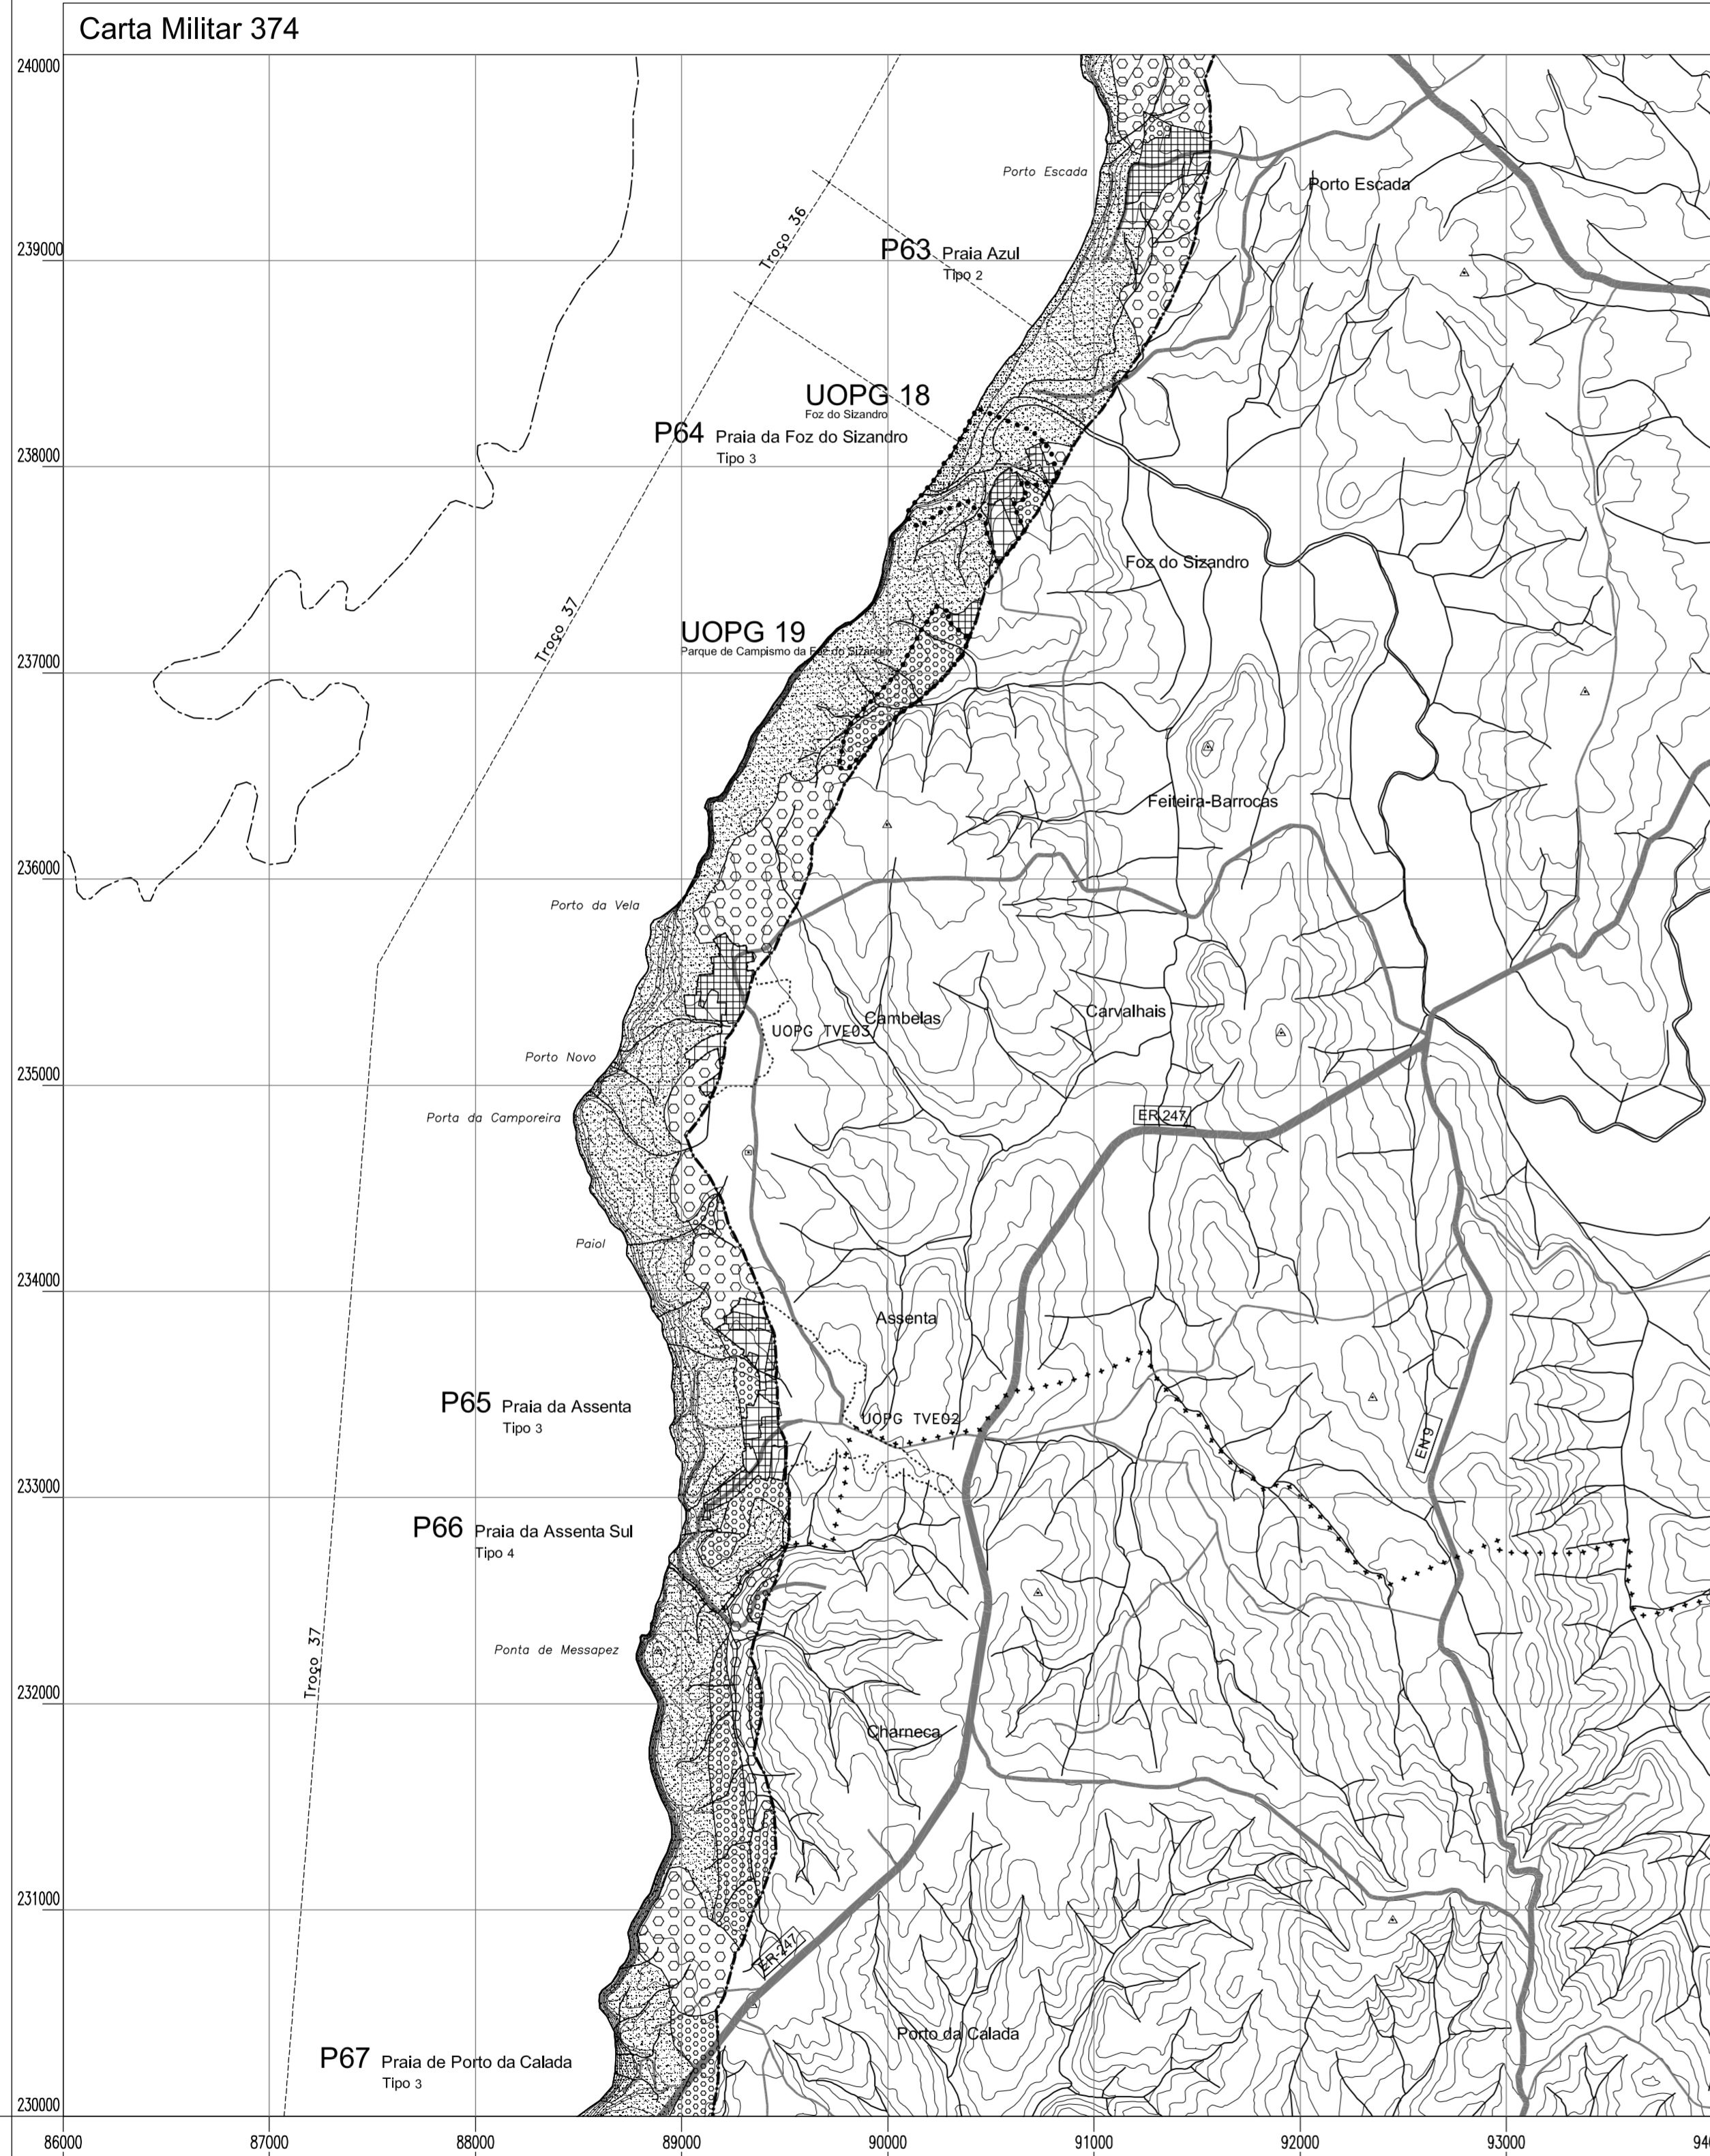 Carta Militar 374
240000
Porto Escada
Porto Escada
Troço 36
239000
P63 Praia Azul
Tipo 2
UOPG 18
Foz do Sizandro
P64 Praia da Foz do Sizandro
Tipo 3
238000
Foz do Sizandro
Troço 37
UOPG 19
Parque de Campismo da Foz do Sizandro
237000
Feiteira-Barrocas
236000
Porto da Vela
Cambelas
Carvalhais
UOPG TVE03
Porto Novo
235000
Porta da Camporeira
ER 247
Paiol
234000
Assenta
P65 Praia da Assenta
Tipo 3
UOPG TVE02
EN 9
233000
P66 Praia da Assenta Sul
Tipo 4
Ponta de Messapez
Troço 37
232000
Charneca
231000
ER-247
Porto da Calada
P67 Praia de Porto da Calada
Tipo 3
230000
86000 87000 88000 89000 90000 91000 92000 93000